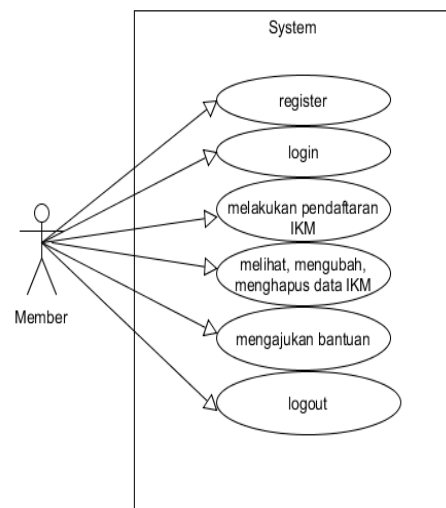 System
register
login
melakukan pendaftaran
IKM
melihat, mengubah,
menghapus data IKM
Member
mengajukan bantuan
logout